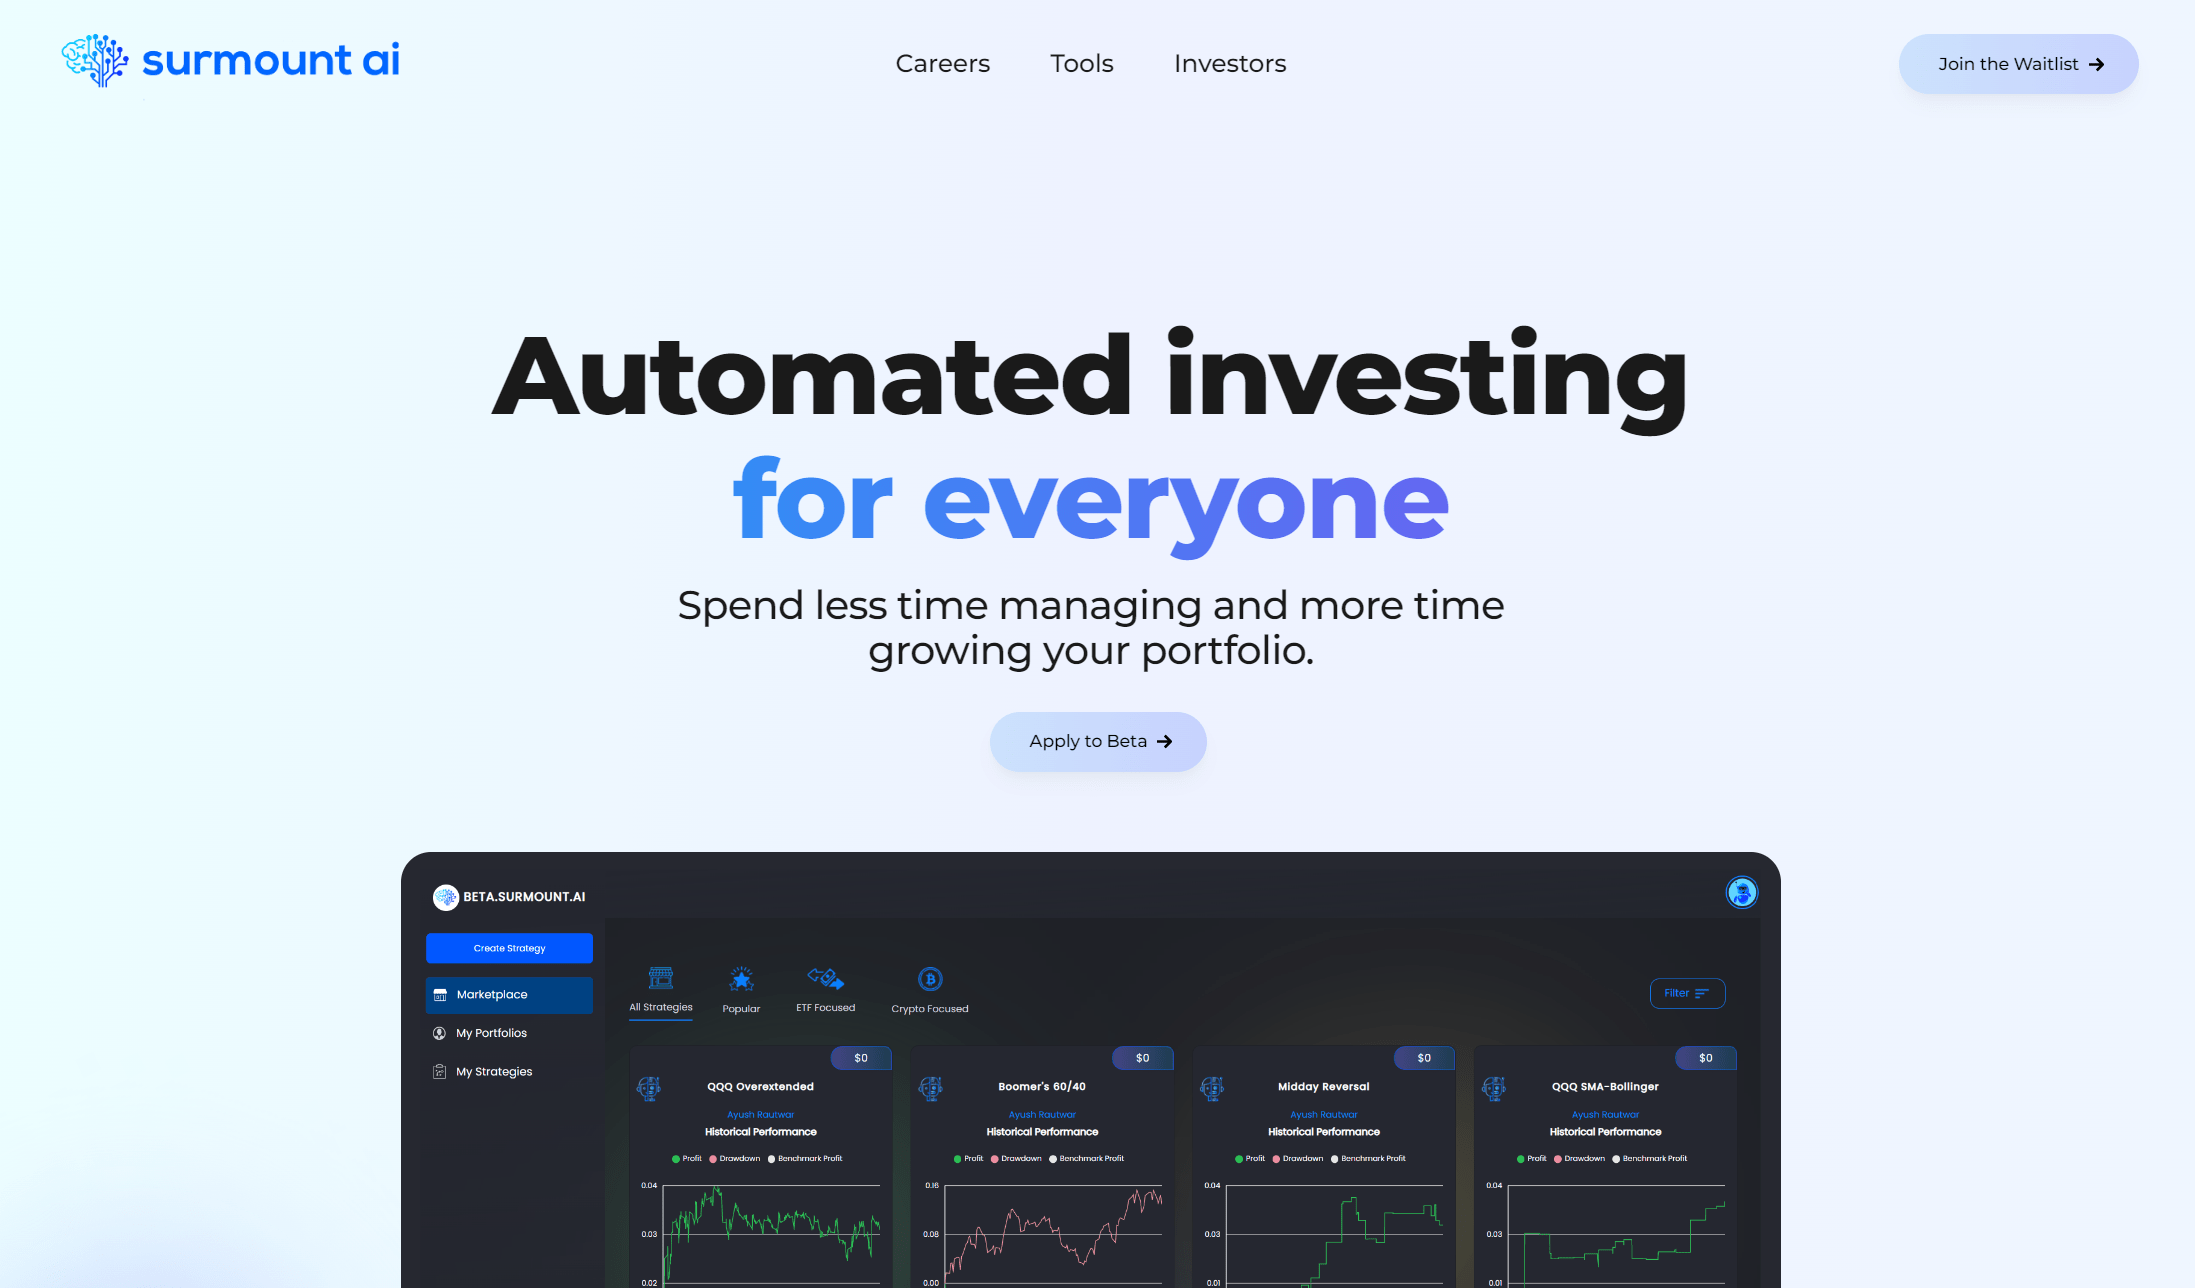 surmount ai
Careers
Tools
Investors
Join the Waitlist
Automated investing
for everyone
Spend less time managing and more time
growing your portfolio.
Apply to Beta
BETA.SURMOUNT.AI
Create Strategy
Marketplace
My Portfolios
My Strategies
All Strategies
Popular
ETF Focused
Crypto Focused
Filter
$0
QQQ Overextended
Ayush Rautwar
Historical Performance
Profit Drawdown Benchmark Profit
0.04
0.03
0.02
$0
Boomer's 60/40
Ayush Rautwar
Historical Performance
Profit Drawdown Benchmark Profit
0.16
0.08
0.00
$0
Midday Reversal
Ayush Rautwar
Historical Performance
Profit Drawdown Benchmark Profit
0.04
0.03
0.01
$0
QQQ SMA-Bollinger
Ayush Rautwar
Historical Performance
Profit Drawdown Benchmark Profit
0.04
0.03
0.01